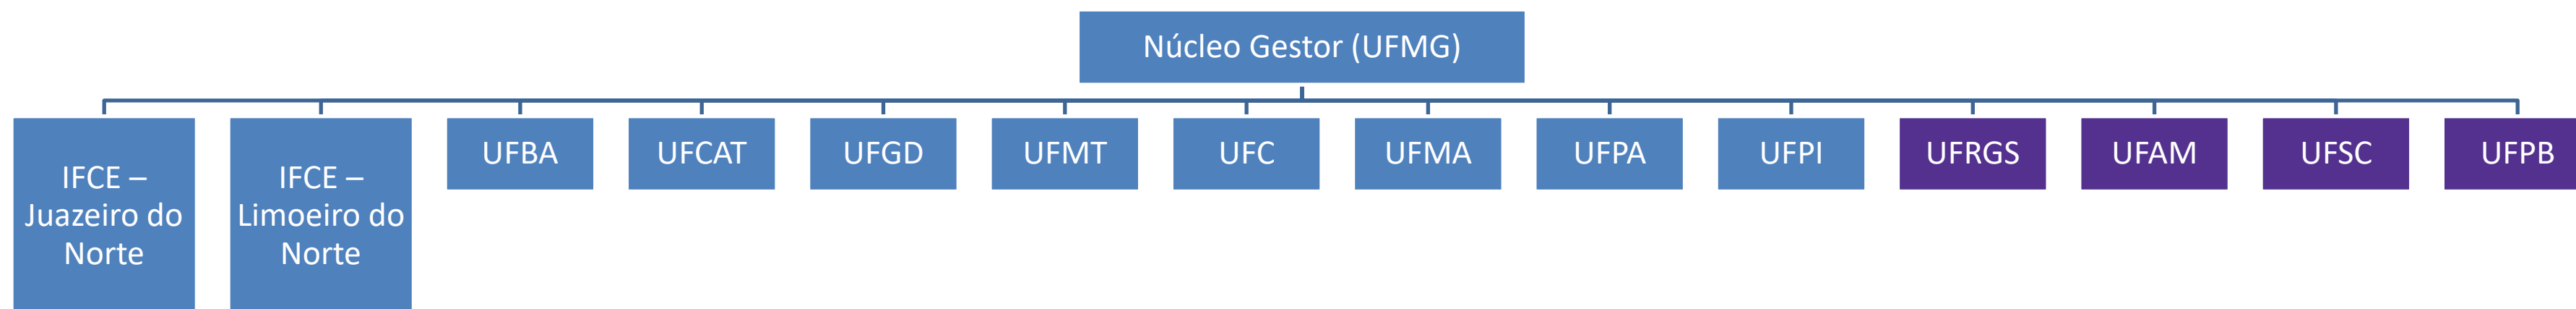 Núcleo Gestor (UFMG)
IFCE –
Juazeiro do
Norte
IFCE –
Limoeiro do
Norte
UFBA
UFCAT
UFGD
UFMT
UFC
UFMA
UFPA
UFPI
UFRGS
UFAM
UFSC
UFPB